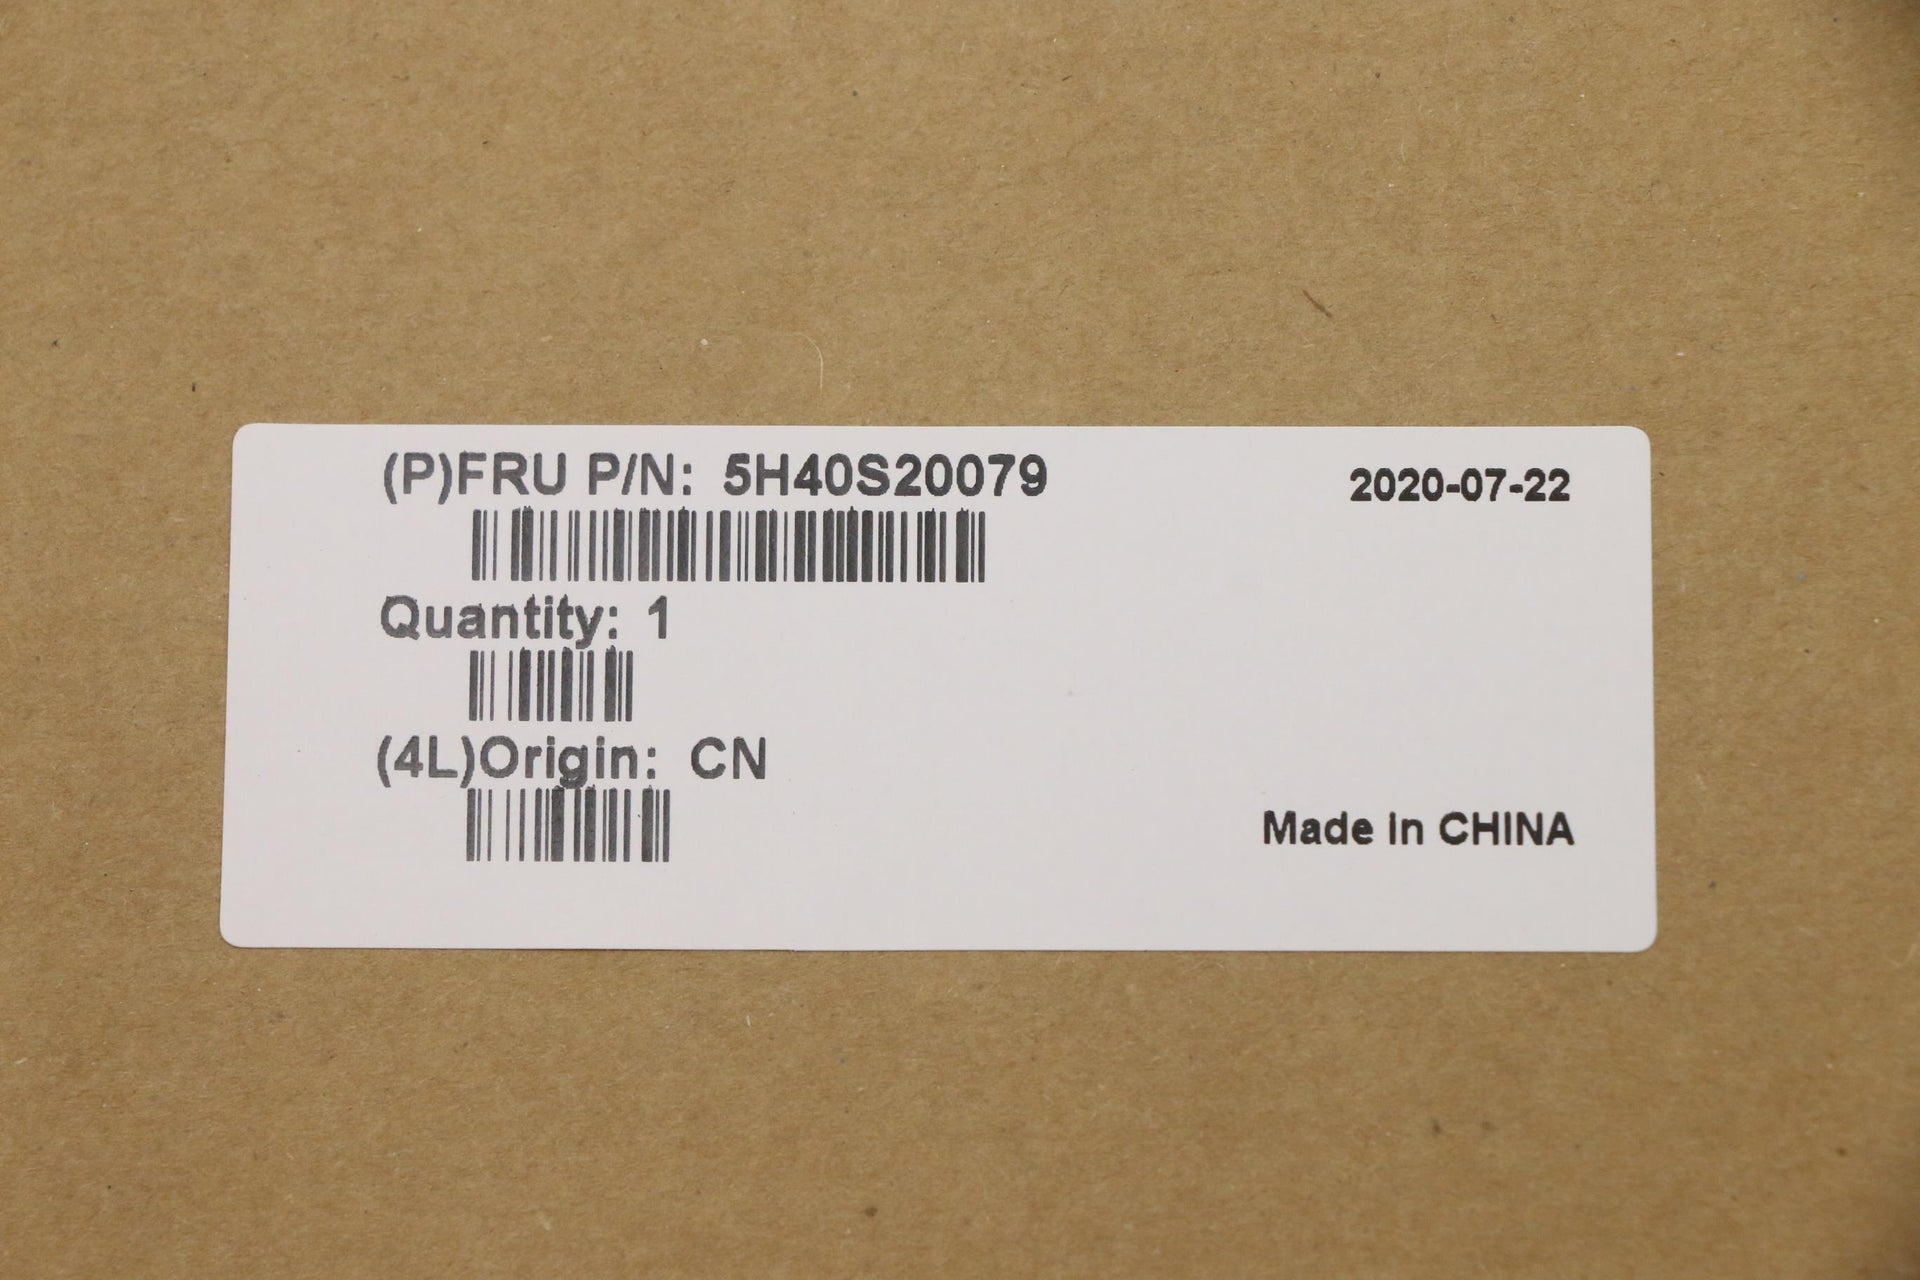 (P)FRU P/N: 5H40S20079
2020-07-22
Quantity: 1
(4L)Origin: CN
Made in CHINA